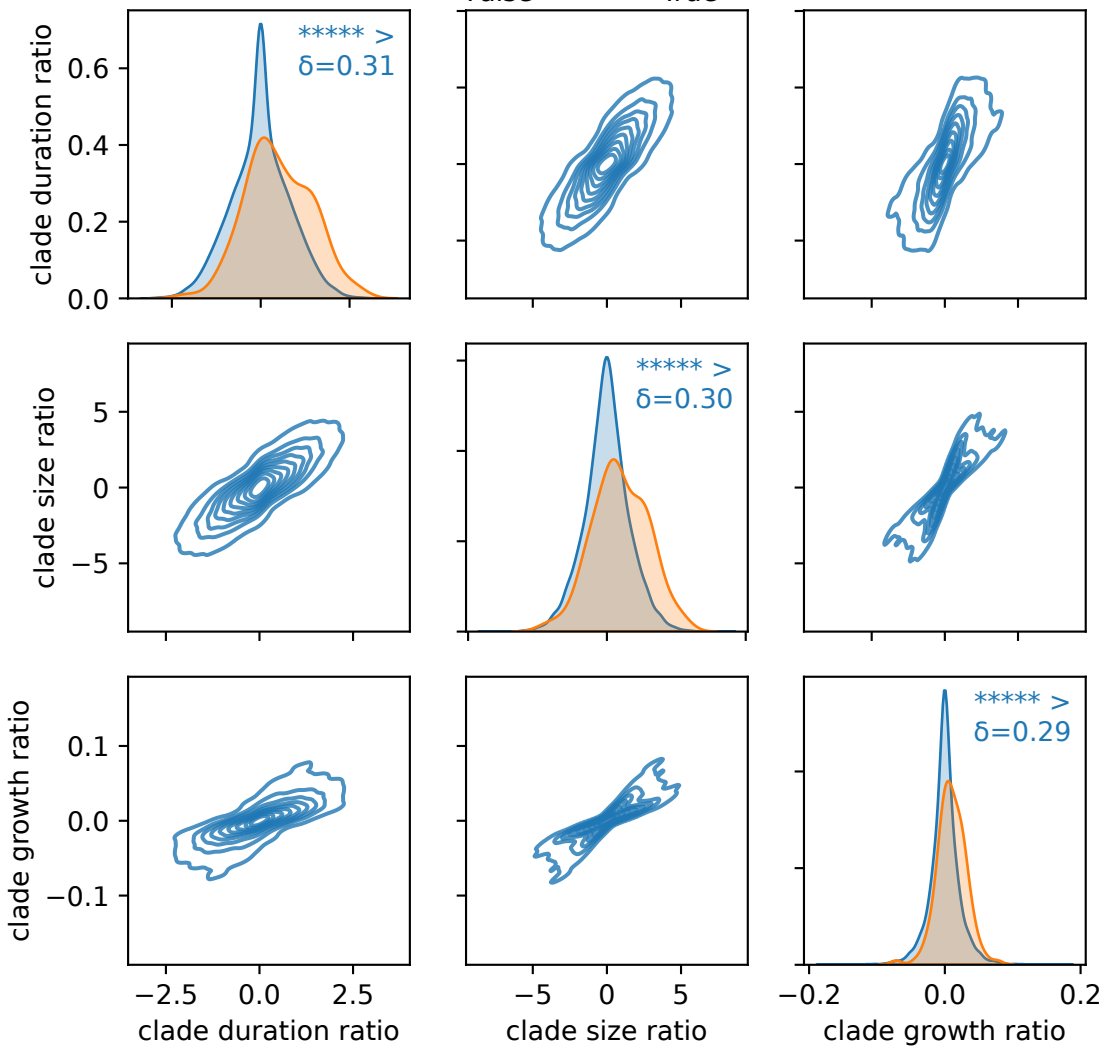 ***** >
δ=0.31
0.6
0.4
0.2
0.0
clade duration ratio
***** >
δ=0.30
5
0
−5
clade size ratio
***** >
δ=0.29
0.1
0.0
−0.1
clade growth ratio
−2.5 0.0 2.5
−5 0 5
−0.2 0.0 0.2
clade duration ratio
clade size ratio
clade growth ratio